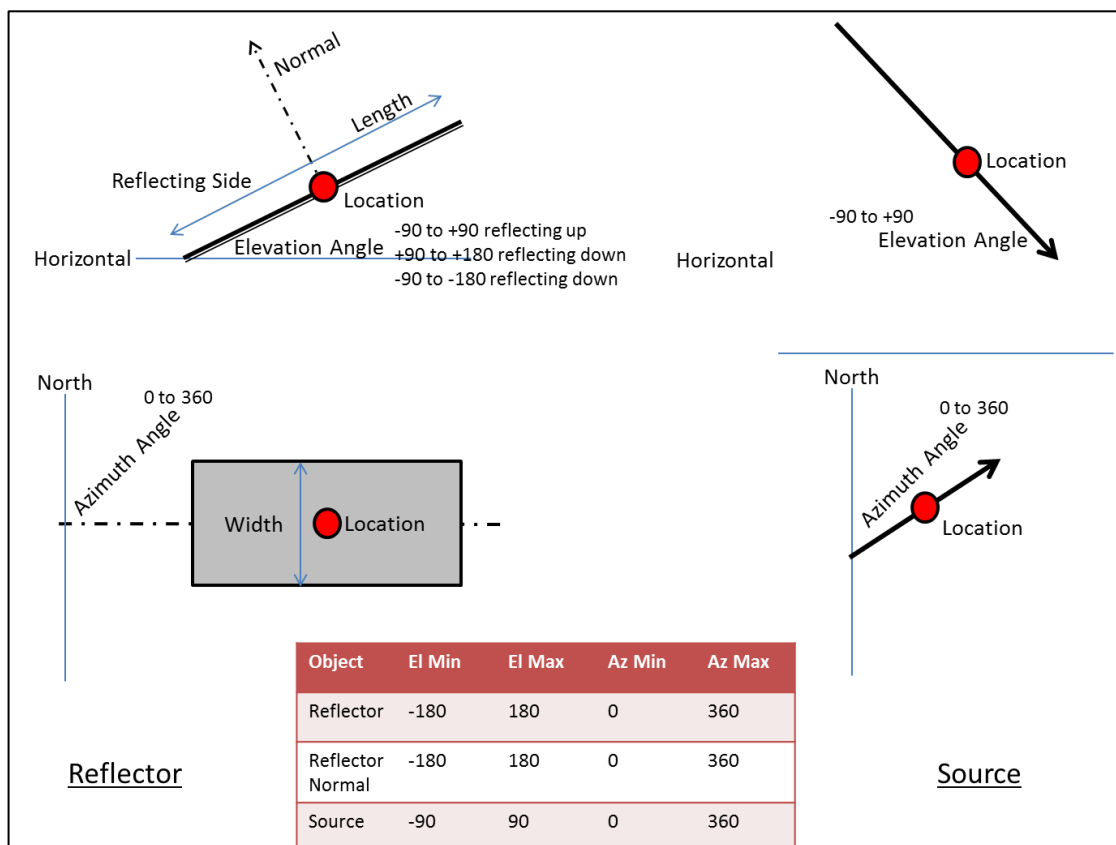 Normal
Length
Reflecting Side
Location
Elevation Angle
-90 to +90 reflecting up
+90 to +180 reflecting down
-90 to -180 reflecting down
Horizontal
Location
-90 to +90
Elevation Angle
Horizontal
North
0 to 360
Azimuth Angle
Width
Location
North
0 to 360
Azimuth Angle
Location
Object El Min El Max Az Min Az Max
Reflector -180 180 0 360
Reflector Normal -180 180 0 360
Source -90 90 0 360
Reflector
Source